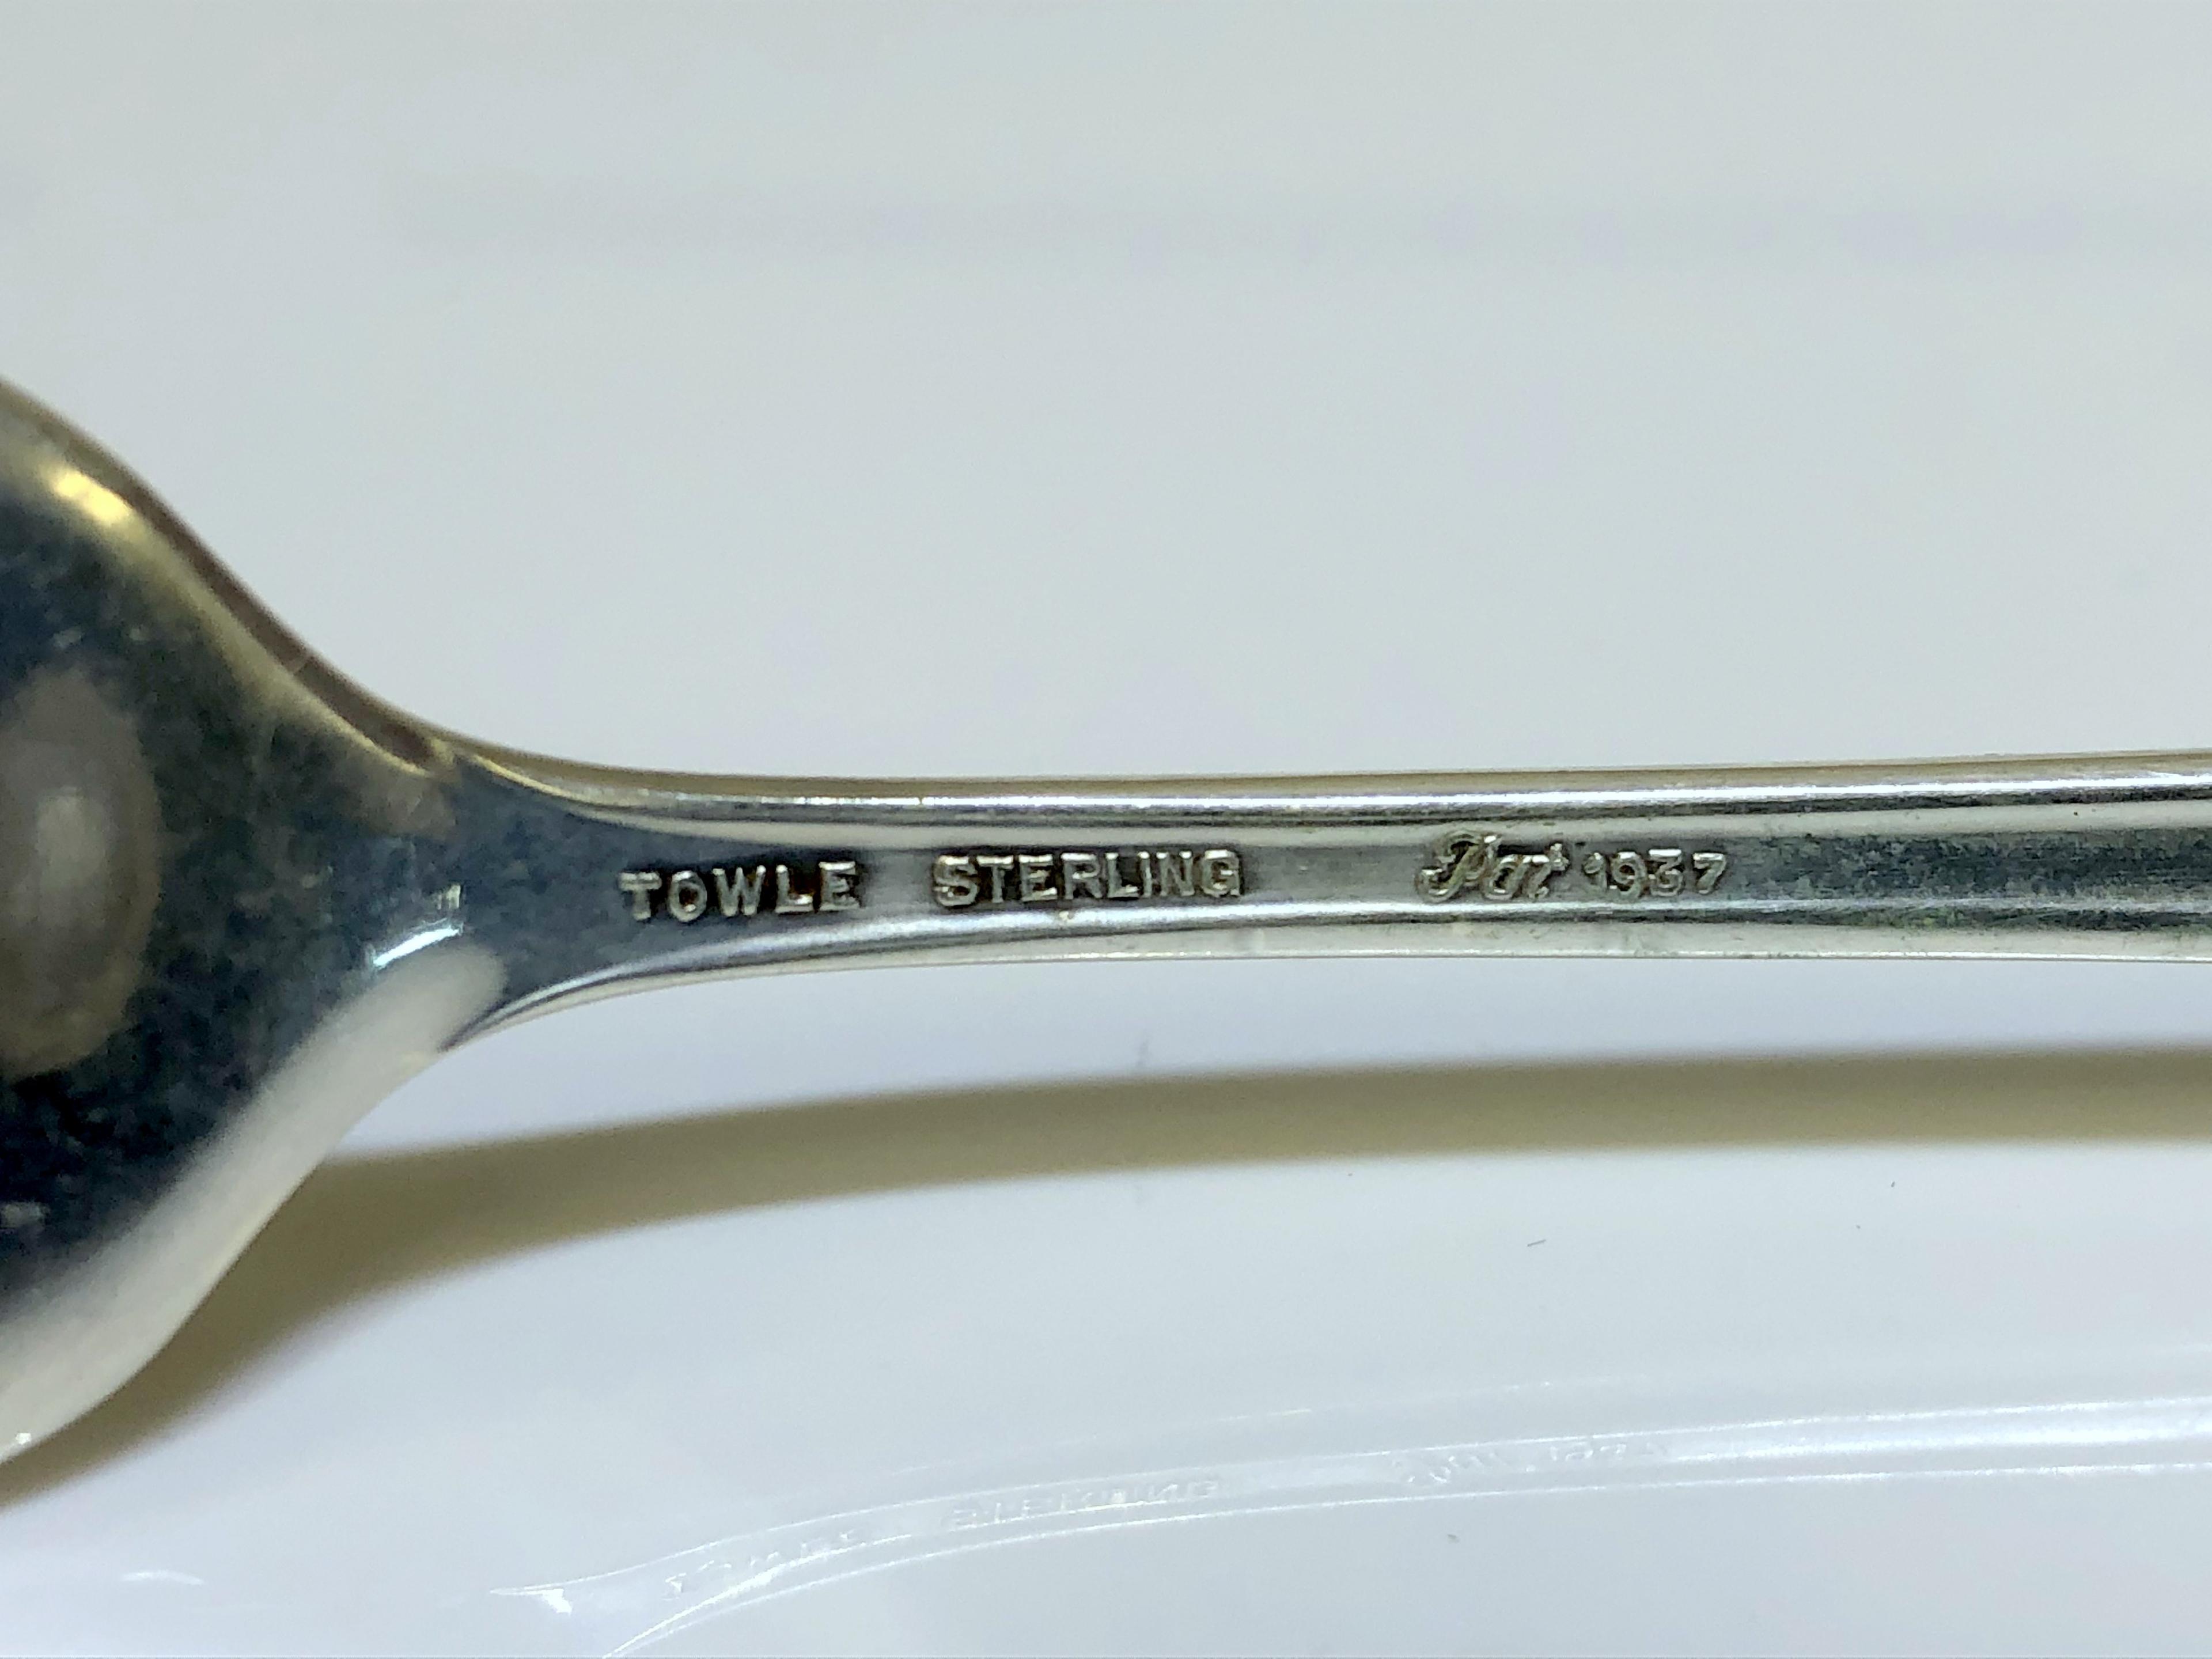 TOWLE STERLING Pat 1937